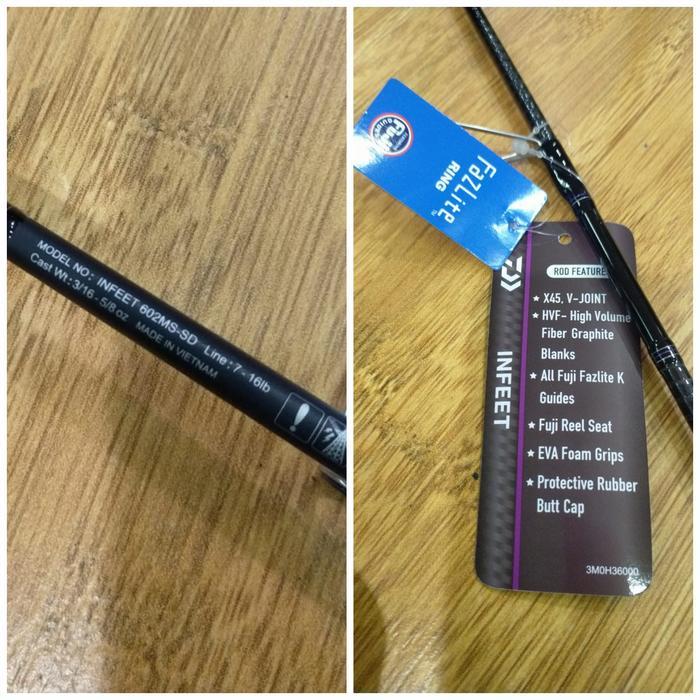 MODEL NO: INFEET 602MS-SD Line: 7 - 16lb
Cast Wt: 3/16 - 5/8 oz MADE IN VIETNAM
Fuji
FazLite
RING
INFEET
ROD FEATURE
★ X45, V-JOINT
★ HVF- High Volume
Fiber Graphite
Blanks
★ All Fuji Fazlite K
Guides
★ Fuji Reel Seat
★ EVA Foam Grips
★ Protective Rubber
Butt Cap
3M0H36000